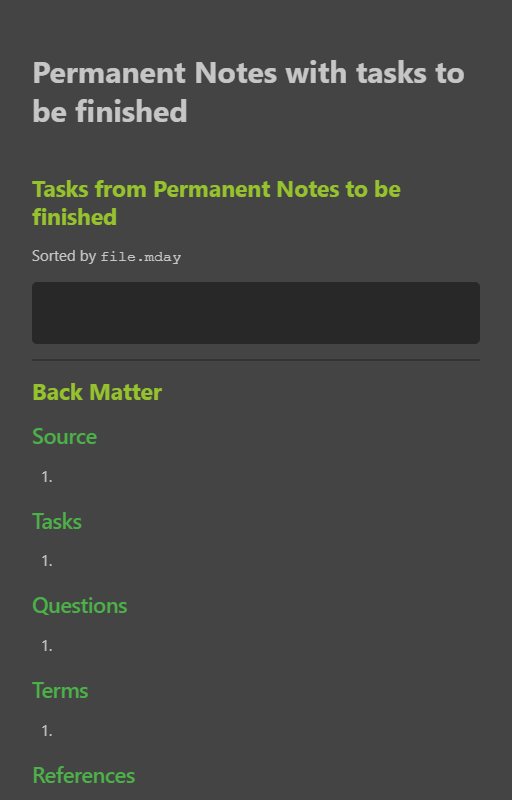 Permanent Notes with tasks to
be finished
Tasks from Permanent Notes to be
finished
Sorted by file.mday
Back Matter
Source
1.
Tasks
1.
Questions
1.
Terms
1.
References